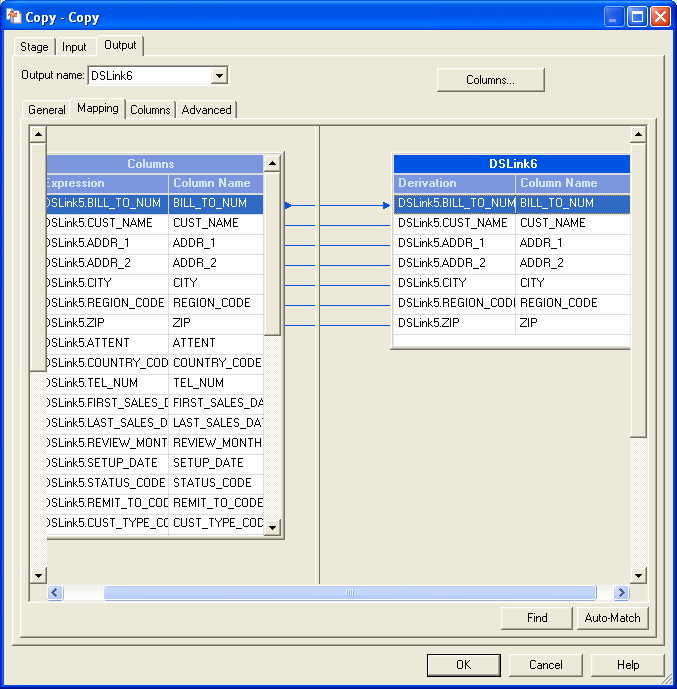 Copy - Copy
Stage Input Output
Output name: DSLink6 Columns...
General Mapping Columns Advanced
Columns
Expression Column Name
DSLink5.BILL_TO_NUM BILL_TO_NUM
DSLink5.CUST_NAME CUST_NAME
DSLink5.ADDR_1 ADDR_1
DSLink5.ADDR_2 ADDR_2
DSLink5.CITY CITY
DSLink5.REGION_CODE REGION_CODE
DSLink5.ZIP ZIP
DSLink5.ATTENT ATTENT
DSLink5.COUNTRY_COD COUNTRY_CODE
DSLink5.TEL_NUM TEL_NUM
DSLink5.FIRST_SALES_D FIRST_SALES_DA
DSLink5.LAST_SALES_D LAST_SALES_DA
DSLink5.REVIEW_MONT REVIEW_MONTH
DSLink5.SETUP_DATE SETUP_DATE
DSLink5.STATUS_CODE STATUS_CODE
DSLink5.REMIT_TO_COD REMIT_TO_CODE
DSLink5.CUST_TYPE_CO CUST_TYPE_COD
DSLink6
Derivation Column Name
DSLink5.BILL_TO_NUM BILL_TO_NUM
DSLink5.CUST_NAME CUST_NAME
DSLink5.ADDR_1 ADDR_1
DSLink5.ADDR_2 ADDR_2
DSLink5.CITY CITY
DSLink5.REGION_CODE REGION_CODE
DSLink5.ZIP ZIP
Find Auto-Match
OK Cancel Help